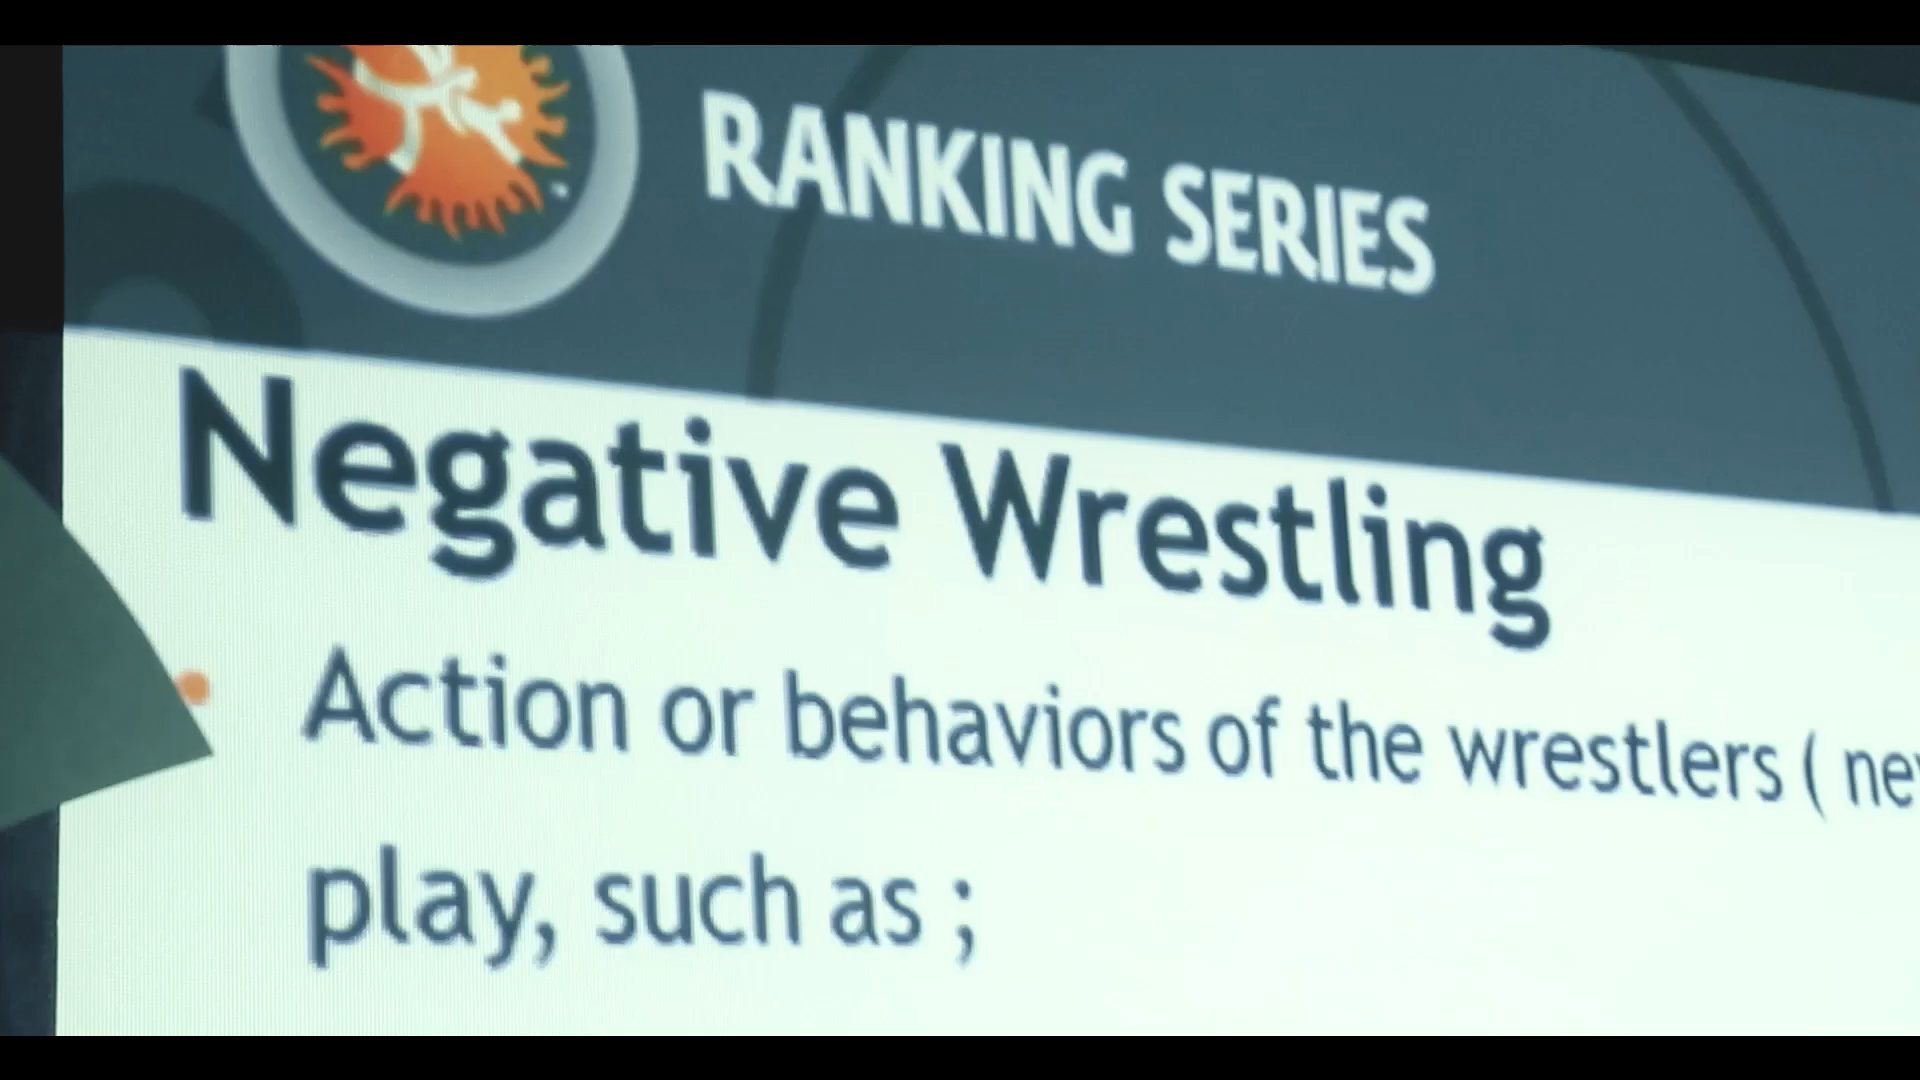 RANKING SERIES
Negative Wrestling
Action or behaviors of the wrestlers (
play, such as ;